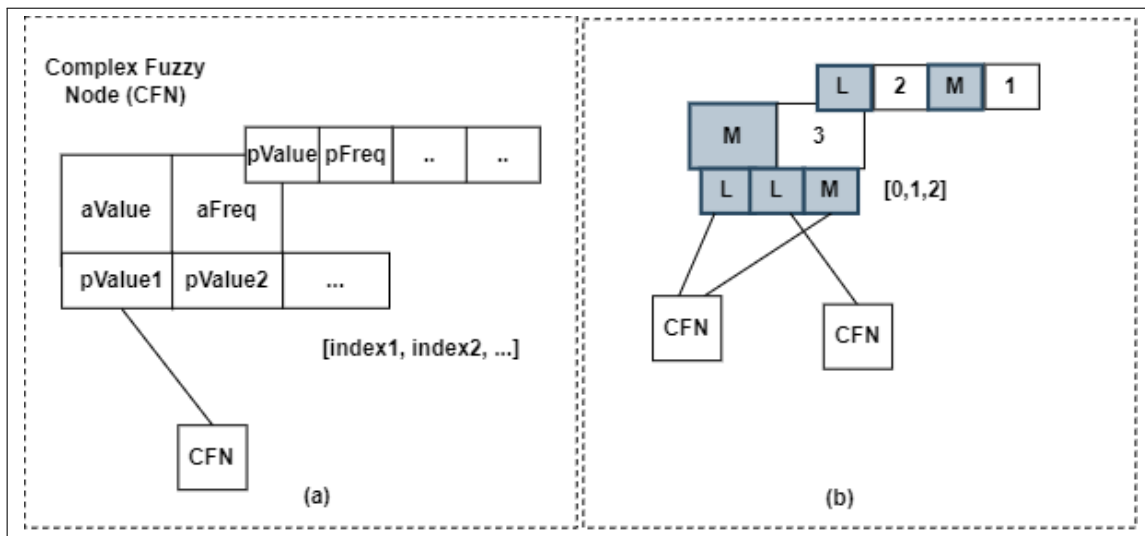 Complex Fuzzy
Node (CFN)
pValue pFreq .. ..
aValue aFreq
pValue1 pValue2 ...
[index1, index2, ...]
CFN
(a)
L 2 M 1
M 3
L L M [0,1,2]
CFN CFN
(b)